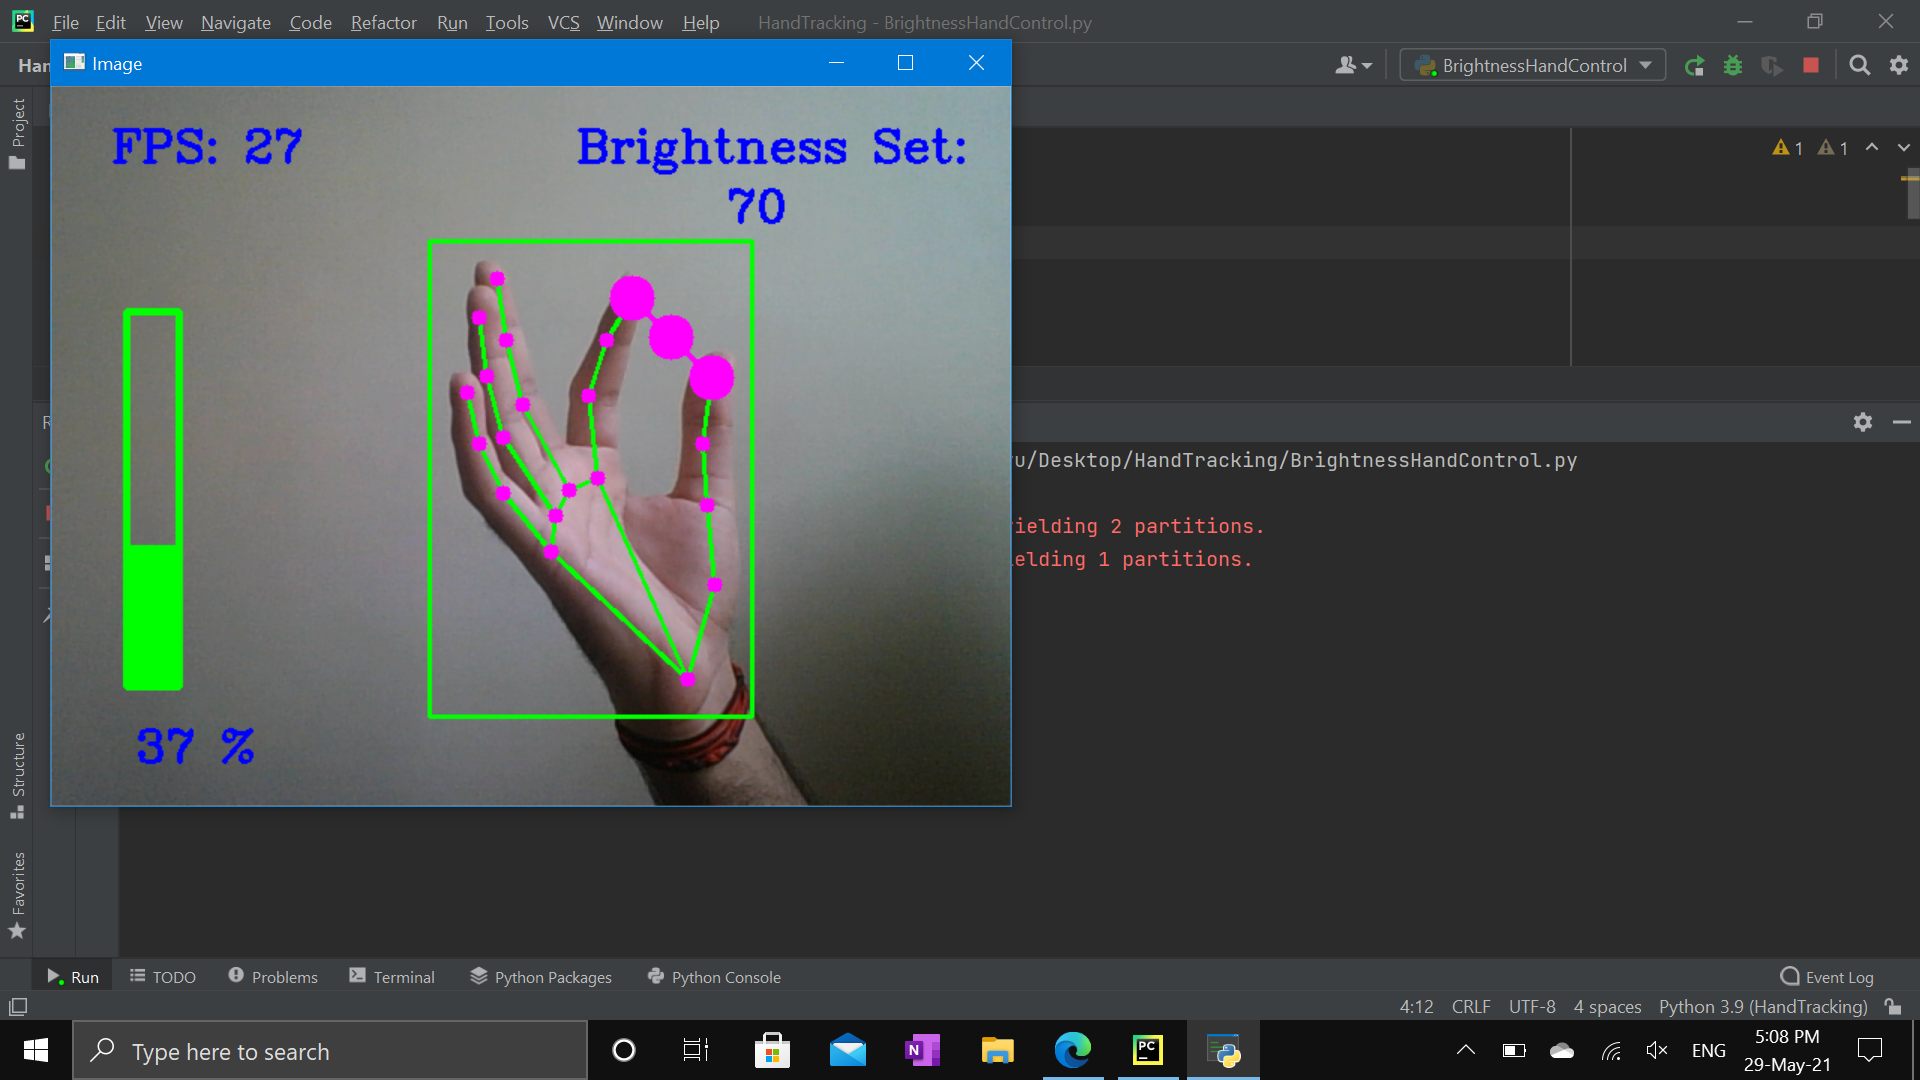 File Edit View Navigate Code Refactor Run Tools VCS Window Help HandTracking - BrightnessHandControl.py
Image
BrightnessHandControl
Project
FPS: 27
Brightness Set:
70
1 1
/Desktop/HandTracking/BrightnessHandControl.py
ielding 2 partitions.
elding 1 partitions.
37 %
Structure
Favorites
Run TODO Problems Terminal Python Packages Python Console Event Log
4:12 CRLF UTF-8 4 spaces Python 3.9 (HandTracking)
Type here to search
ENG
5:08 PM
29-May-21